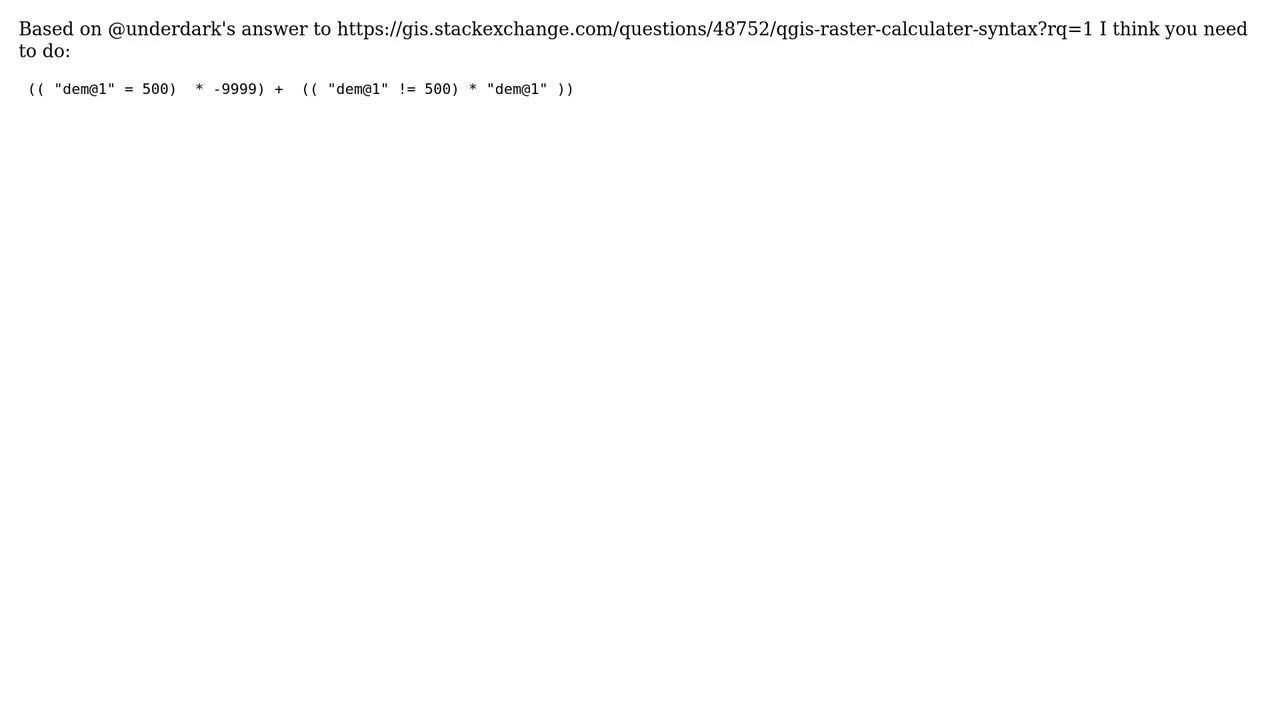 Based on @underdark's answer to https://gis.stackexchange.com/questions/48752/qgis-raster-calculater-syntax?rq=1 I think you need
to do:
(( "dem@1" = 500)  * -9999) +  (( "dem@1" != 500) * "dem@1" ))